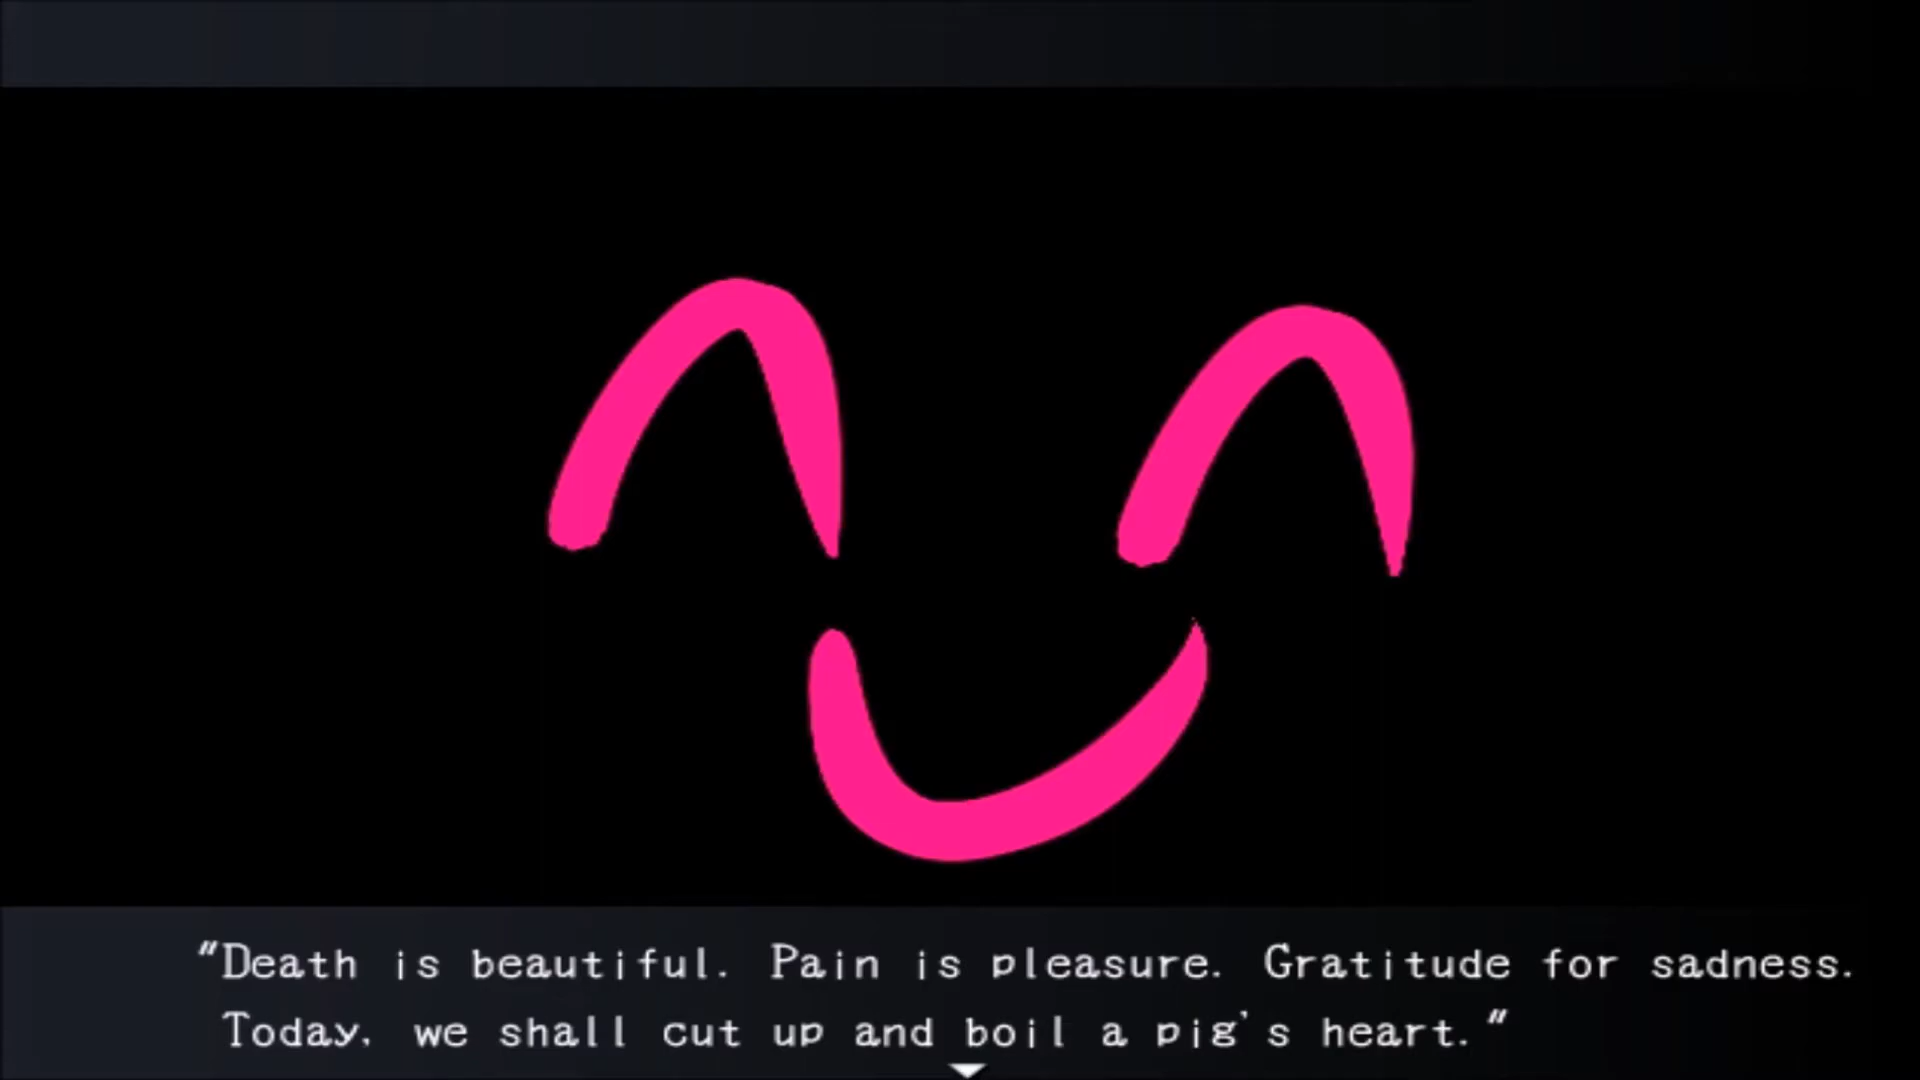 "Death is beautiful. Pain is pleasure. Gratitude for sadness.
Today, we shall cut up and boil a pig's heart."